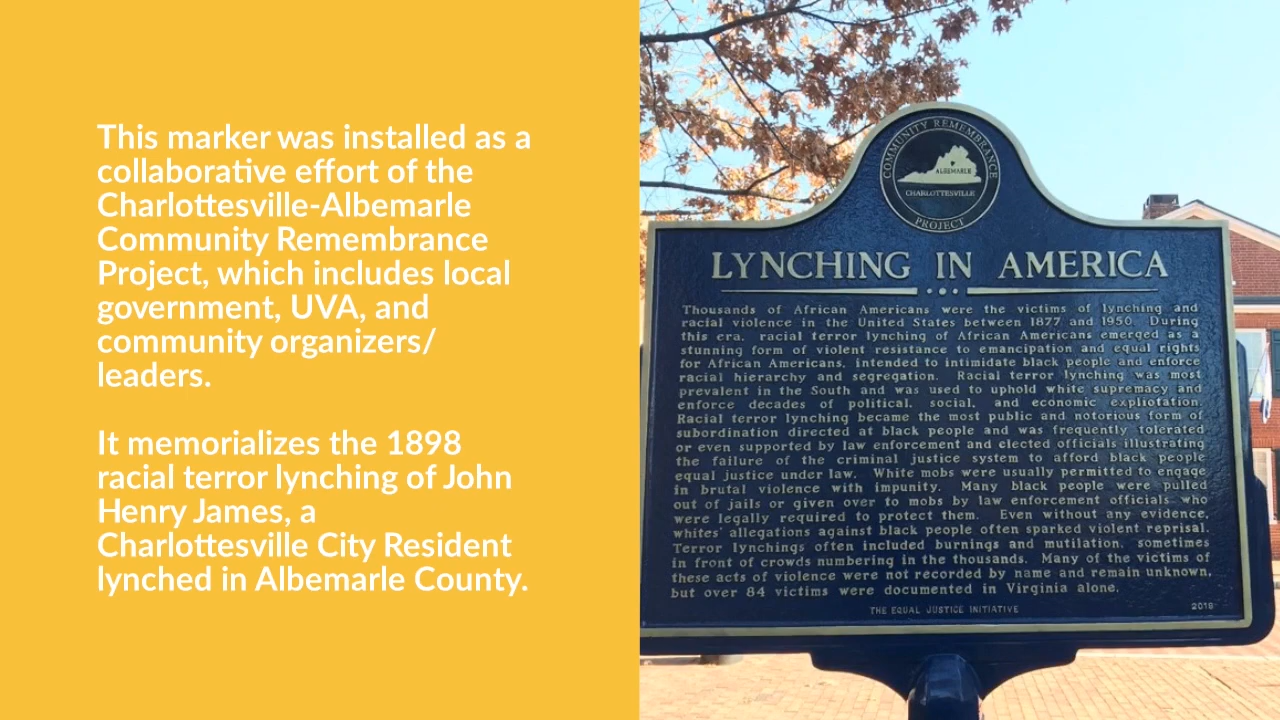 This marker was installed as a
collaborative effort of the
Charlottesville-Albemarle
Community Remembrance
Project, which includes local
government, UVA, and
community organizers/
leaders.
It memorializes the 1898
racial terror lynching of John
Henry James, a
Charlottesville City Resident
lynched in Albemarle County.
COMMUNITY REMEMBRANCE
ALBEMARLE
CHARLOTTESVILLE
PROJECT
LYNCHING IN AMERICA
Thousands of African Americans were the victims of lynching and
racial violence in the United States between 1877 and 1950. During
this era, racial terror lynching of African Americans emerged as a
stunning form of violent resistance to emancipation and equal rights
for African Americans, intended to intimidate black people and enforce
racial hierarchy and segregation. Racial terror lynching was most
prevalent in the South and was used to uphold white supremacy and
enforce decades of political, social, and economic expliotation.
Racial terror lynching became the most public and notorious form of
subordination directed at black people and was frequently tolerated
or even supported by law enforcement and elected officials illustrating
the failure of the criminal justice system to afford black people
equal justice under law. White mobs were usually permitted to engage
in brutal violence with impunity. Many black people were pulled
out of jails or given over to mobs by law enforcement officials who
were legally required to protect them. Even without any evidence,
whites' allegations against black people often sparked violent reprisal.
Terror lynchings often included burnings and mutilation, sometimes
in front of crowds numbering in the thousands. Many of the victims of
these acts of violence were not recorded by name and remain unknown,
but over 84 victims were documented in Virginia alone.
THE EQUAL JUSTICE INITIATIVE